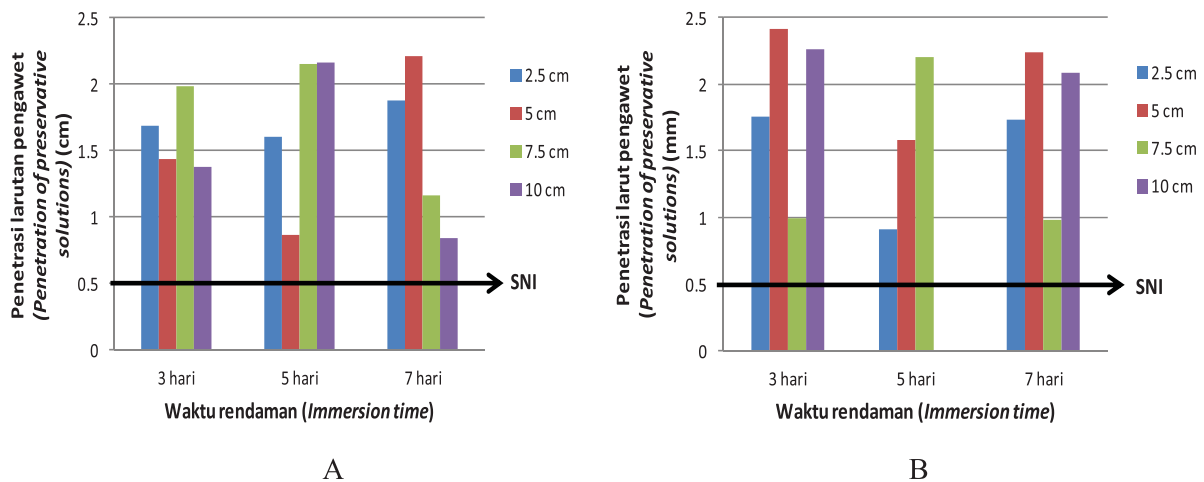 Penetrasi larutan pengawet
(Penetration of preservative
solutions) (cm)
2.5
2
1.5
1
0.5
0
3 hari
5 hari
7 hari
Waktu rendaman (Immersion time)
2.5 cm
5 cm
7.5 cm
10 cm
SNI
A
Penetrasi larut pengawet
(Penetration of preservative
solutions) (mm)
2.5
2
1.5
1
0.5
0
3 hari
5 hari
7 hari
Waktu rendaman (Immersion time)
2.5 cm
5 cm
7.5 cm
10 cm
SNI
B